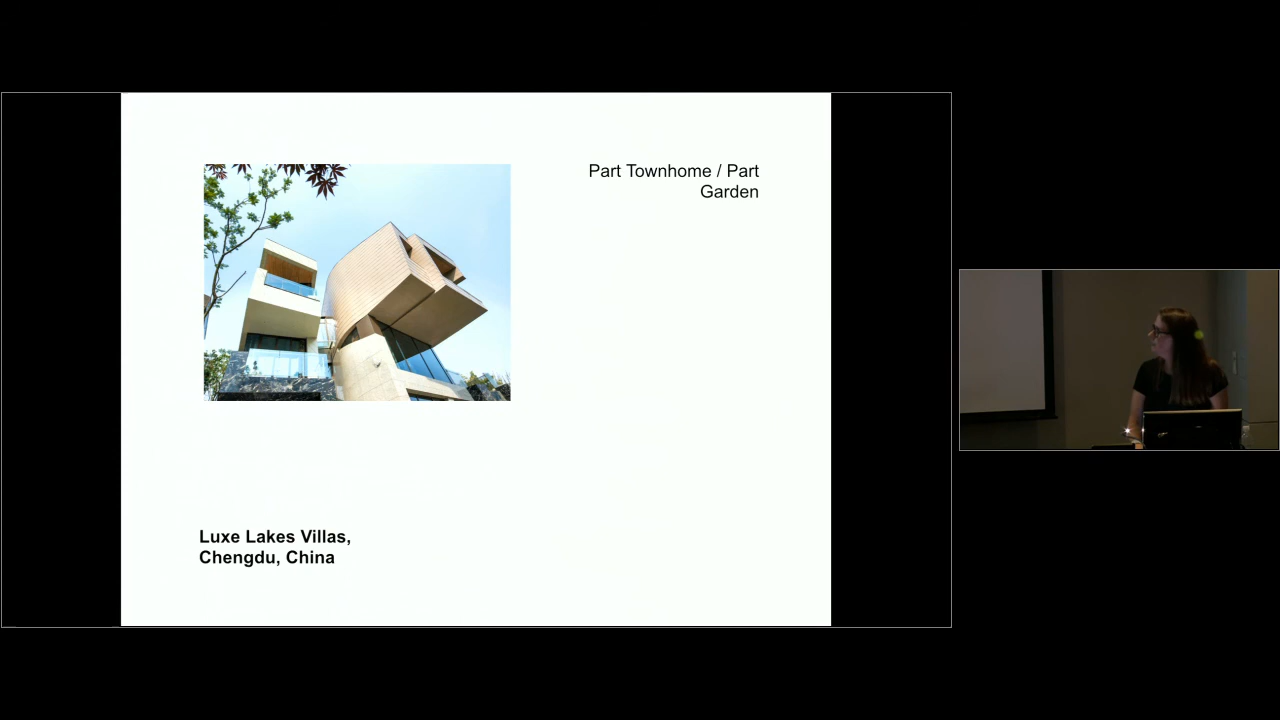 Part Townhome / Part
Garden
Luxe Lakes Villas,
Chengdu, China